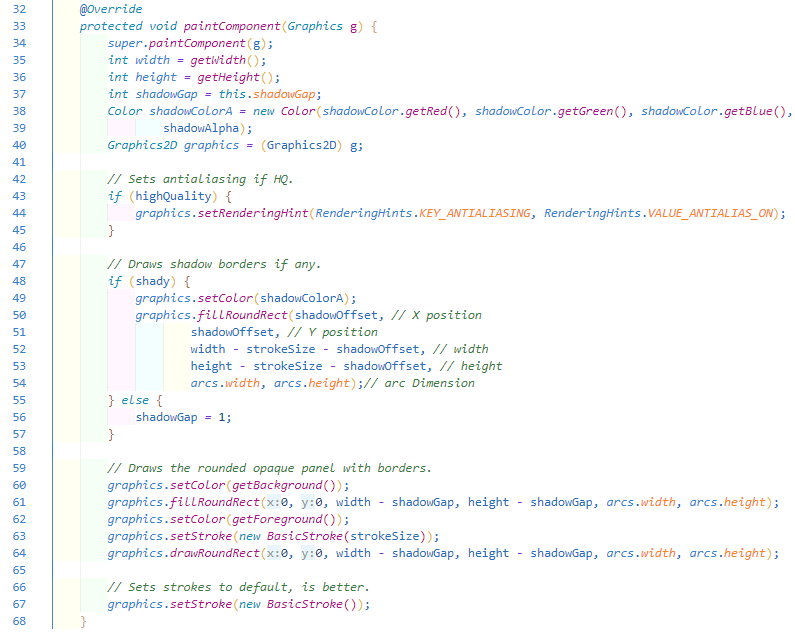 32 @Override
33 protected void paintComponent(Graphics g) {
34 super.paintComponent(g);
35 int width = getWidth();
36 int height = getHeight();
37 int shadowGap = this.shadowGap;
38 Color shadowColorA = new Color(shadowColor.getRed(), shadowColor.getGreen(), shadowColor.getBlue(),
39 shadowAlpha);
40 Graphics2D graphics = (Graphics2D) g;
41
42 // Sets antialiasing if HQ.
43 if (highQuality) {
44 graphics.setRenderingHint(RenderingHints.KEY_ANTIALIASING, RenderingHints.VALUE_ANTIALIAS_ON);
45 }
46
47 // Draws shadow borders if any.
48 if (shady) {
49 graphics.setColor(shadowColorA);
50 graphics.fillRoundRect(shadowOffset, // X position
51 shadowOffset, // Y position
52 width - strokeSize - shadowOffset, // width
53 height - strokeSize - shadowOffset, // height
54 arcs.width, arcs.height);// arc Dimension
55 } else {
56 shadowGap = 1;
57 }
58
59 // Draws the rounded opaque panel with borders.
60 graphics.setColor(getBackground());
61 graphics.fillRoundRect(x:0, y:0, width - shadowGap, height - shadowGap, arcs.width, arcs.height);
62 graphics.setColor(getForeground());
63 graphics.setStroke(new BasicStroke(strokeSize));
64 graphics.drawRoundRect(x:0, y:0, width - shadowGap, height - shadowGap, arcs.width, arcs.height);
65
66 // Sets strokes to default, is better.
67 graphics.setStroke(new BasicStroke());
68 }